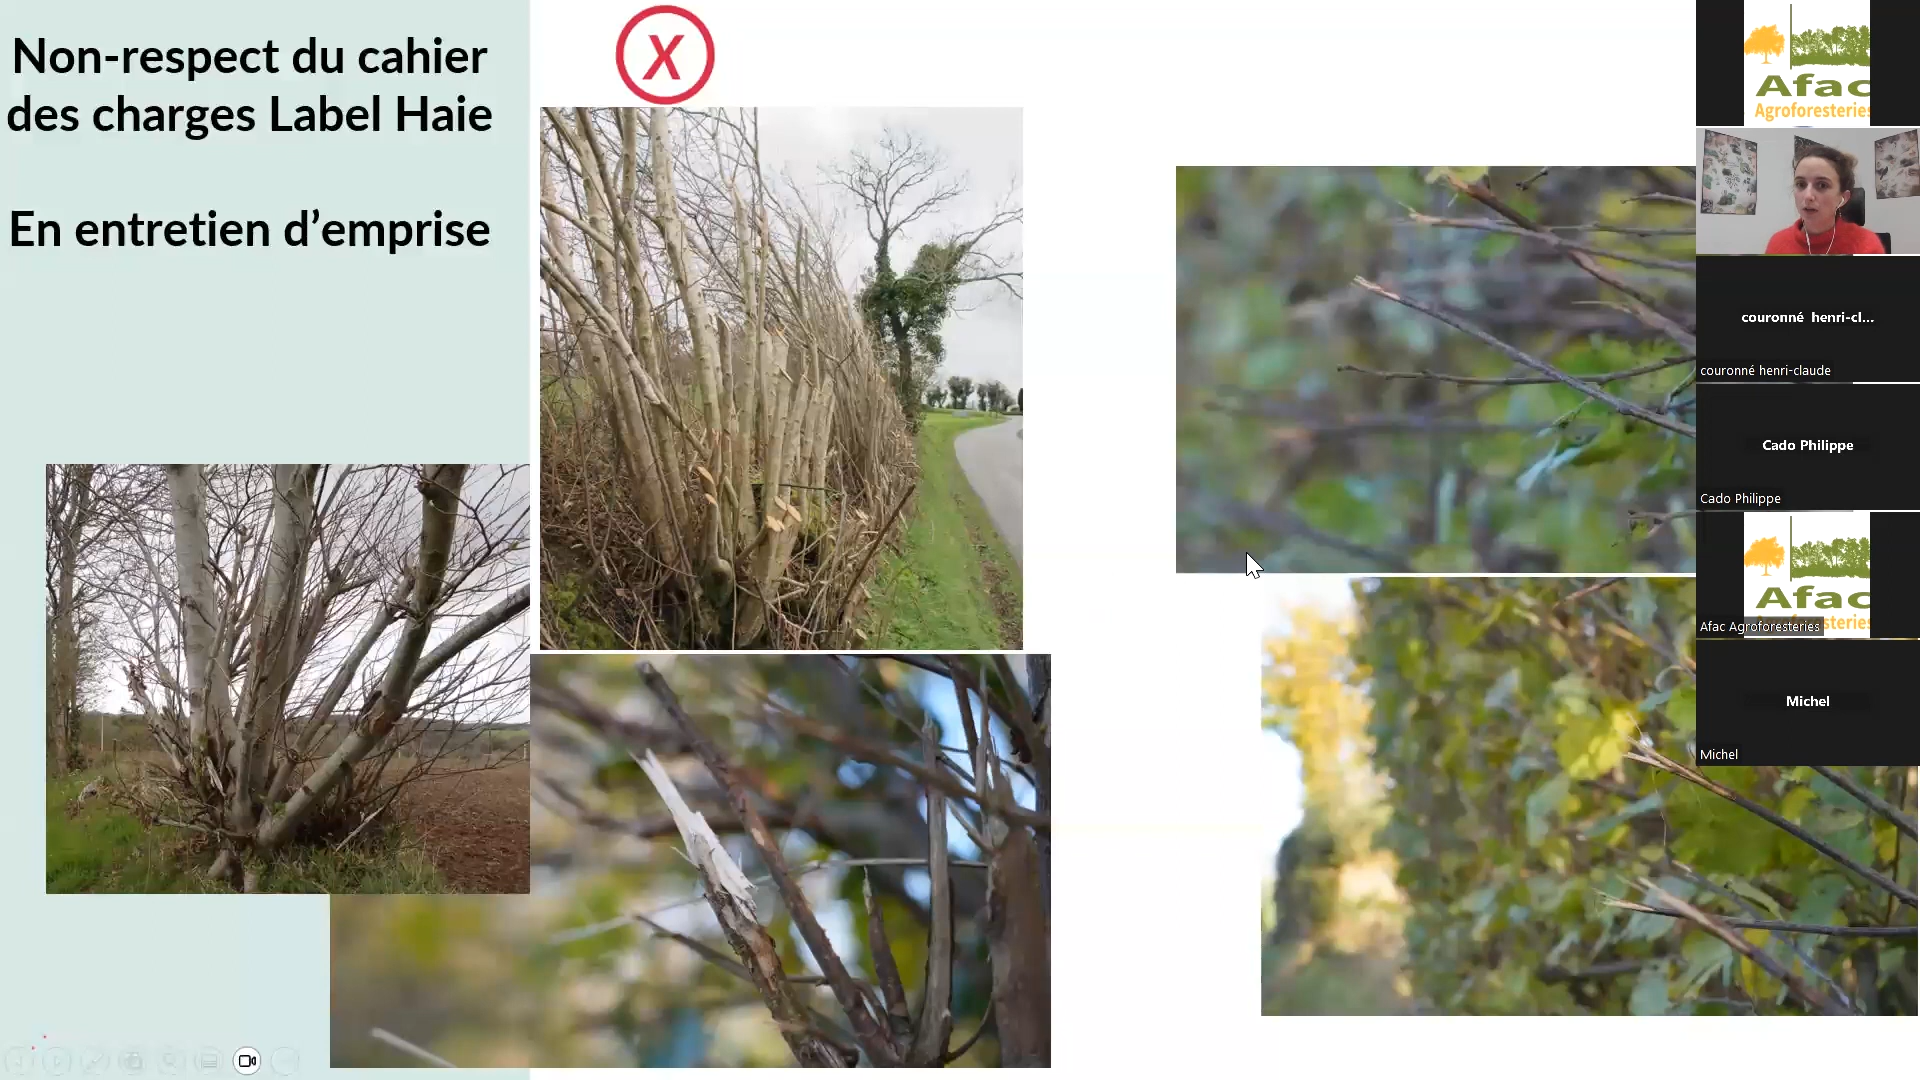 Non-respect du cahier
des charges Label Haie
En entretien d’emprise
X
Afac
Agroforesteries
couronné henri-cl...
couronné henri-claude
Cado Philippe
Cado Philippe
Afac
Afac Agroforesteries
Michel
Michel